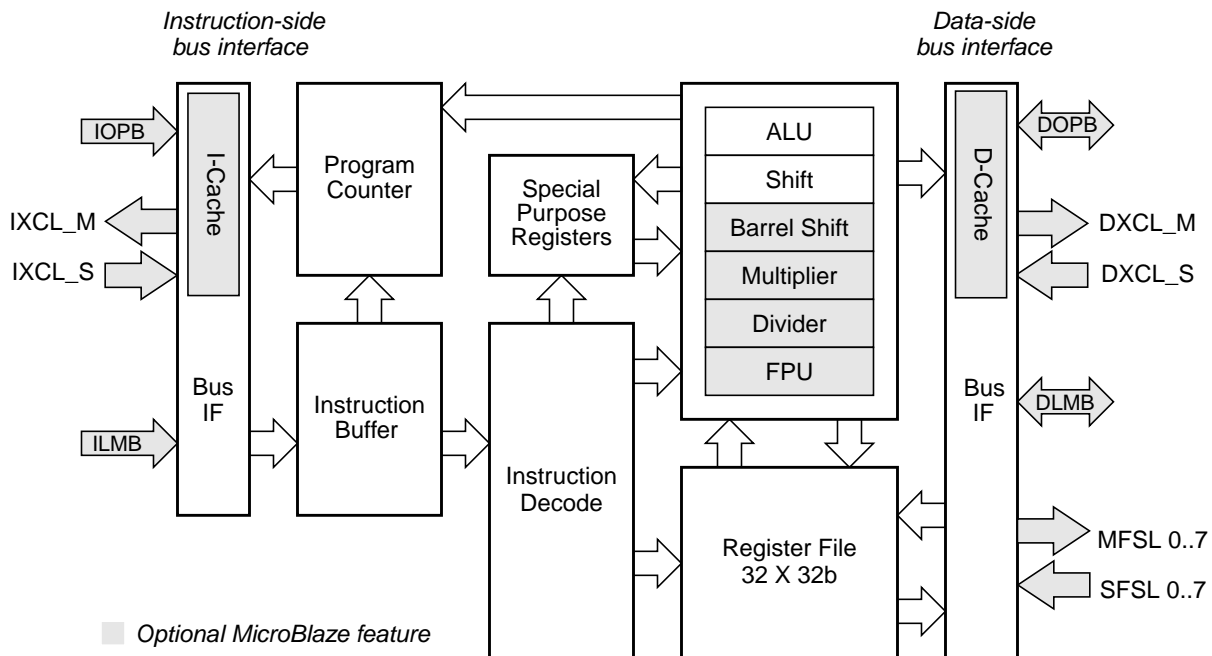 Instruction-side
bus interface
Data-side
bus interface
IOPB
I-Cache
IXCL_M
IXCL_S
Bus
IF
ILMB
Program
Counter
Special
Purpose
Registers
Instruction
Buffer
Instruction
Decode
ALU
Shift
Barrel Shift
Multiplier
Divider
FPU
Register File
32 X 32b
D-Cache
Bus
IF
DOPB
DXCL_M
DXCL_S
DLMB
MFSL 0..7
SFSL 0..7
Optional MicroBlaze feature